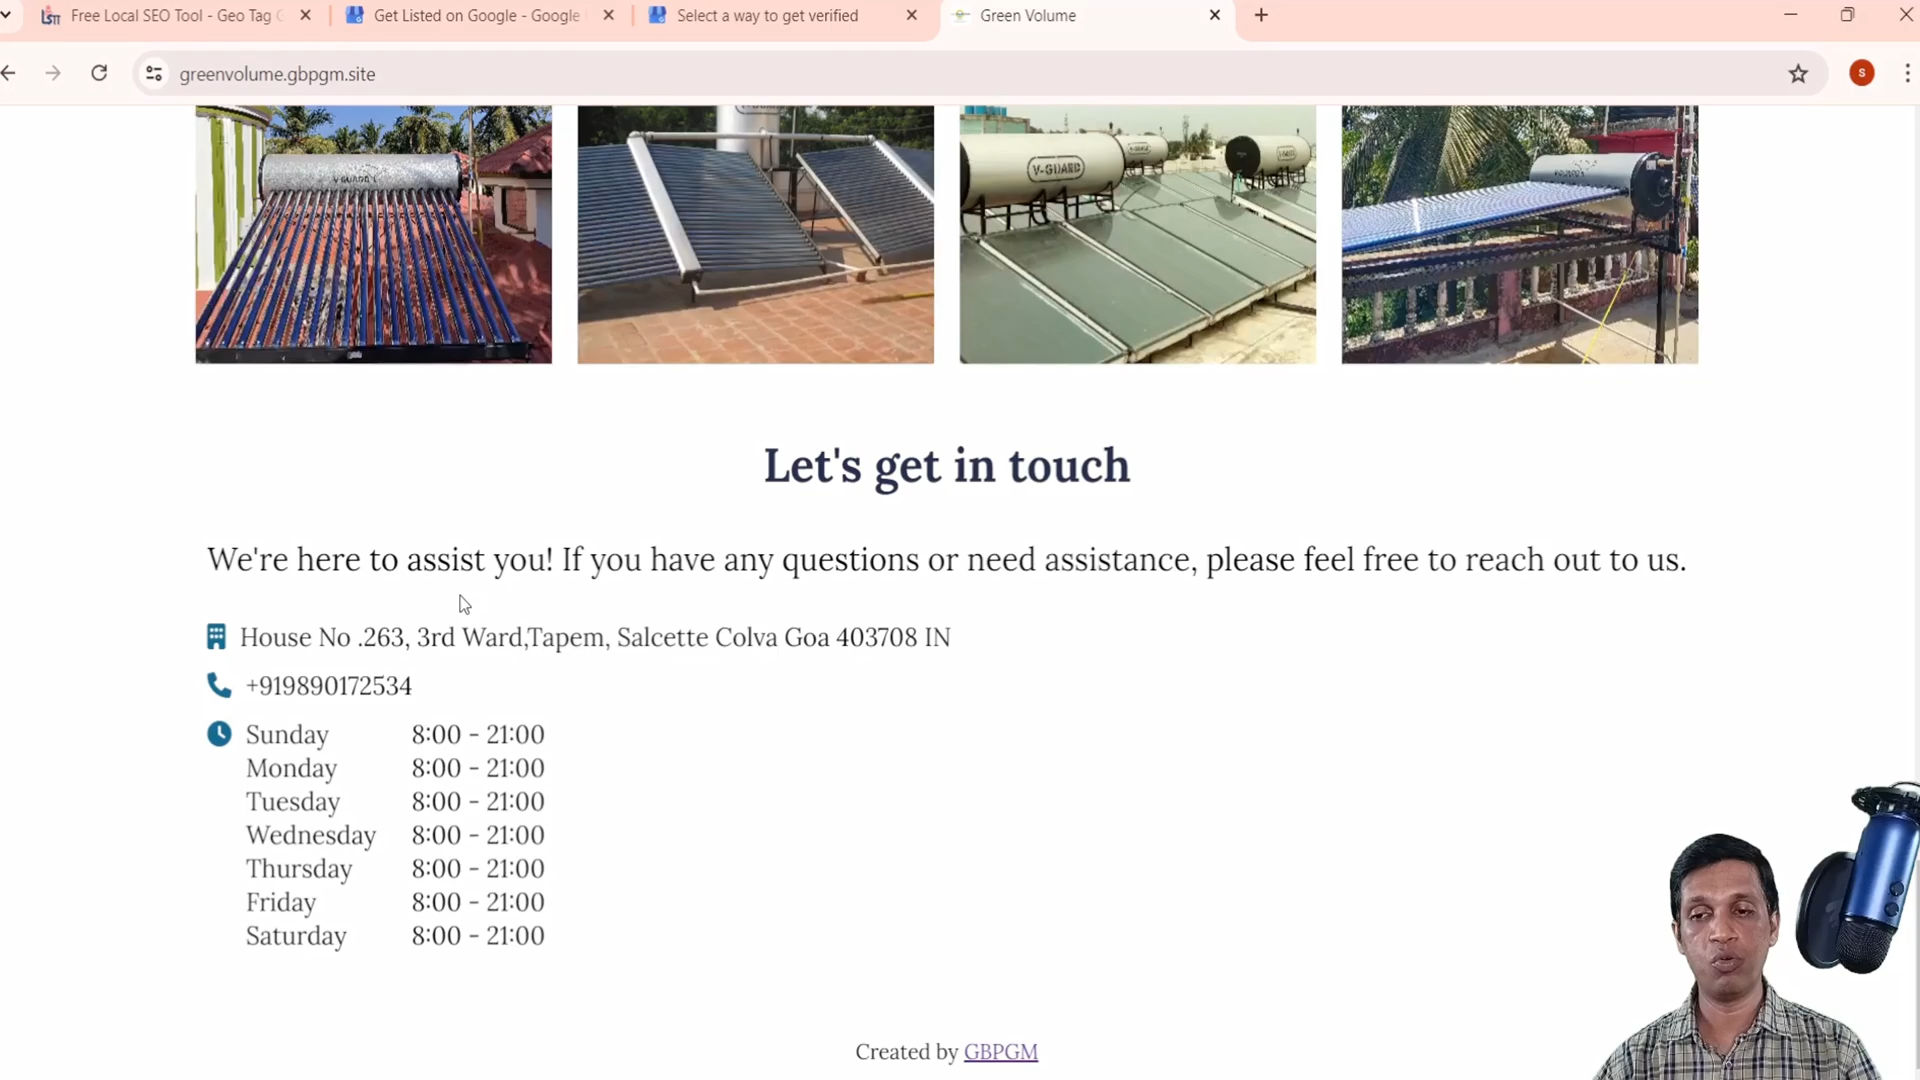 Free Local SEO Tool - Geo Tag
Get Listed on Google - Google
Select a way to get verified
Green Volume
greenvolume.gbpgm.site
S
V-GUARD
V-GUARD
Let's get in touch
We're here to assist you! If you have any questions or need assistance, please feel free to reach out to us.
House No .263, 3rd Ward,Tapem, Salcette Colva Goa 403708 IN
+919890172534
Sunday 8:00 - 21:00
Monday 8:00 - 21:00
Tuesday 8:00 - 21:00
Wednesday 8:00 - 21:00
Thursday 8:00 - 21:00
Friday 8:00 - 21:00
Saturday 8:00 - 21:00
Created by GBPGM